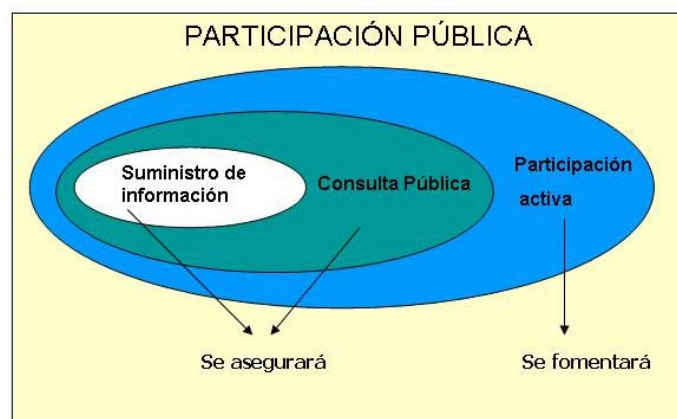 PARTICIPACIÓN PÚBLICA
Suministro de
información
Consulta Pública
Participación
activa
Se asegurará
Se fomentará